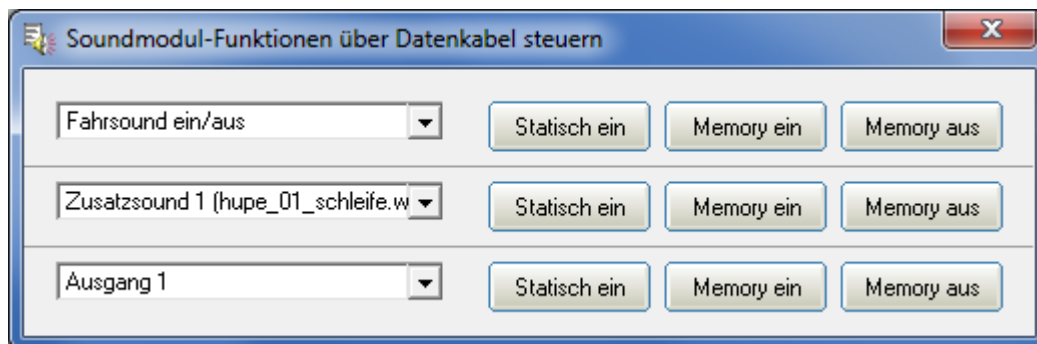 Soundmodul-Funktionen über Datenkabel steuern
Fahrsound ein/aus Statisch ein Memory ein Memory aus
Zusatzsound 1 (hupe_01_schleife.w Statisch ein Memory ein Memory aus
Ausgang 1 Statisch ein Memory ein Memory aus